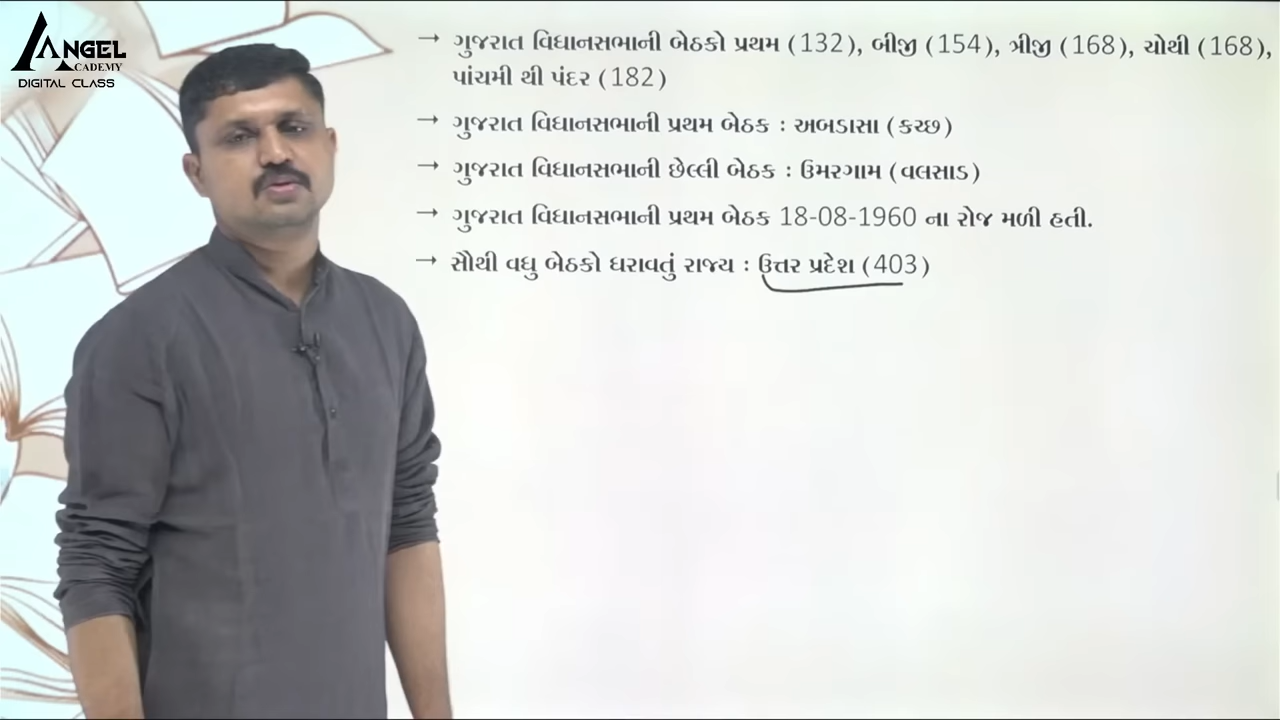 ANGEL
ACADEMY
DIGITAL CLASS
→ ગુજરાત વિધાનસભાની બેઠકો પ્રથમ (132), બીજી (154), ત્રીજી (168), ચોથી (168),
પાંચમી થી પંદર (182)
→ ગુજરાત વિધાનસભાની પ્રથમ બેઠક : અબડાસા (કચ્છ)
→ ગુજરાત વિધાનસભાની છેલ્લી બેઠક : ઉમરગામ (વલસાડ)
→ ગુજરાત વિધાનસભાની પ્રથમ બેઠક 18-08-1960 ના રોજ મળી હતી.
→ સૌથી વધુ બેઠકો ધરાવતું રાજ્ય : ઉત્તર પ્રદેશ (403)